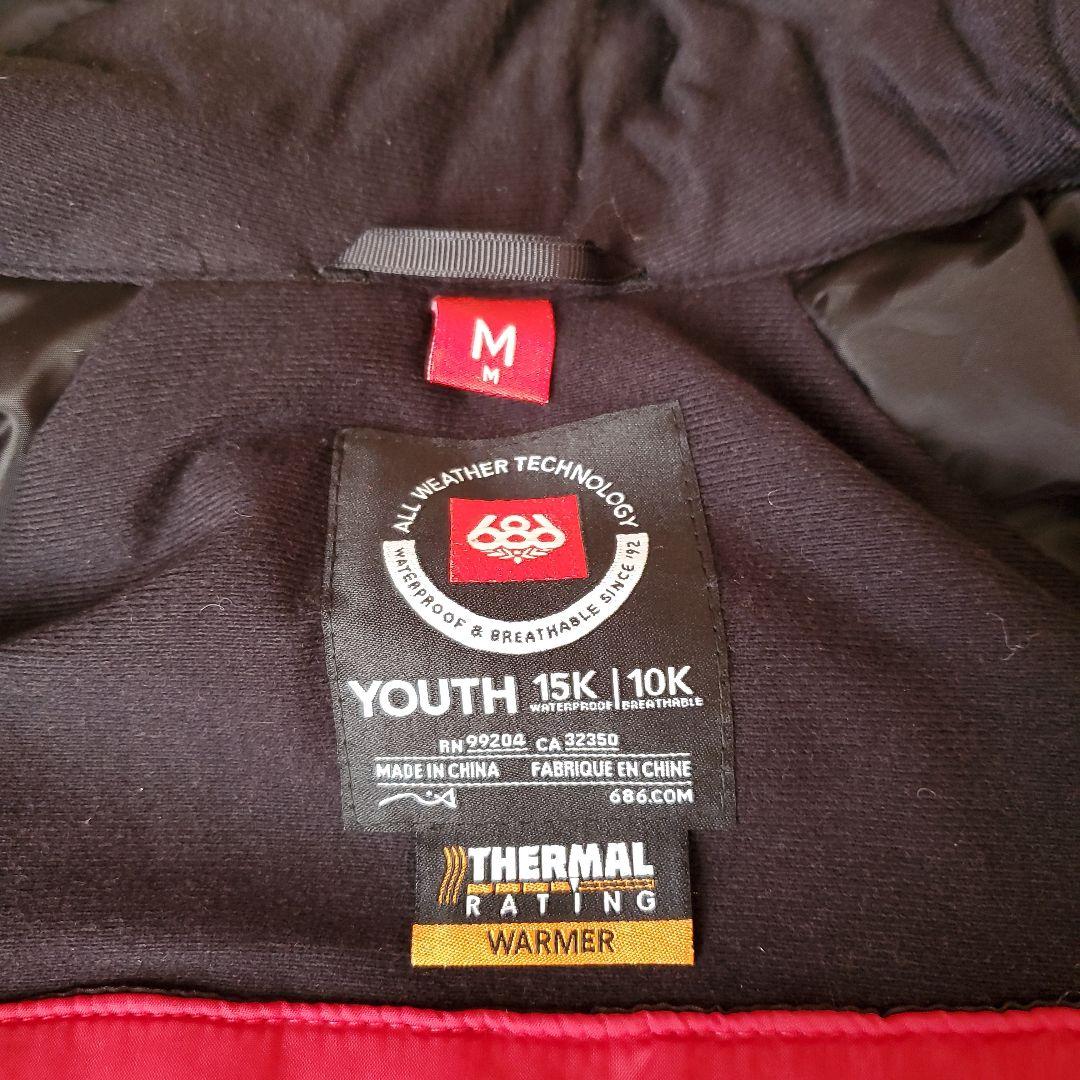 M
M
ALL WEATHER TECHNOLOGY
686
WATERPROOF & BREATHABLE SINCE '92
YOUTH 15K | 10K
WATERPROOF BREATHABLE
RN 99204 CA 32350
MADE IN CHINA FABRIQUE EN CHINE
686.COM
THERMAL
RATING
WARMER